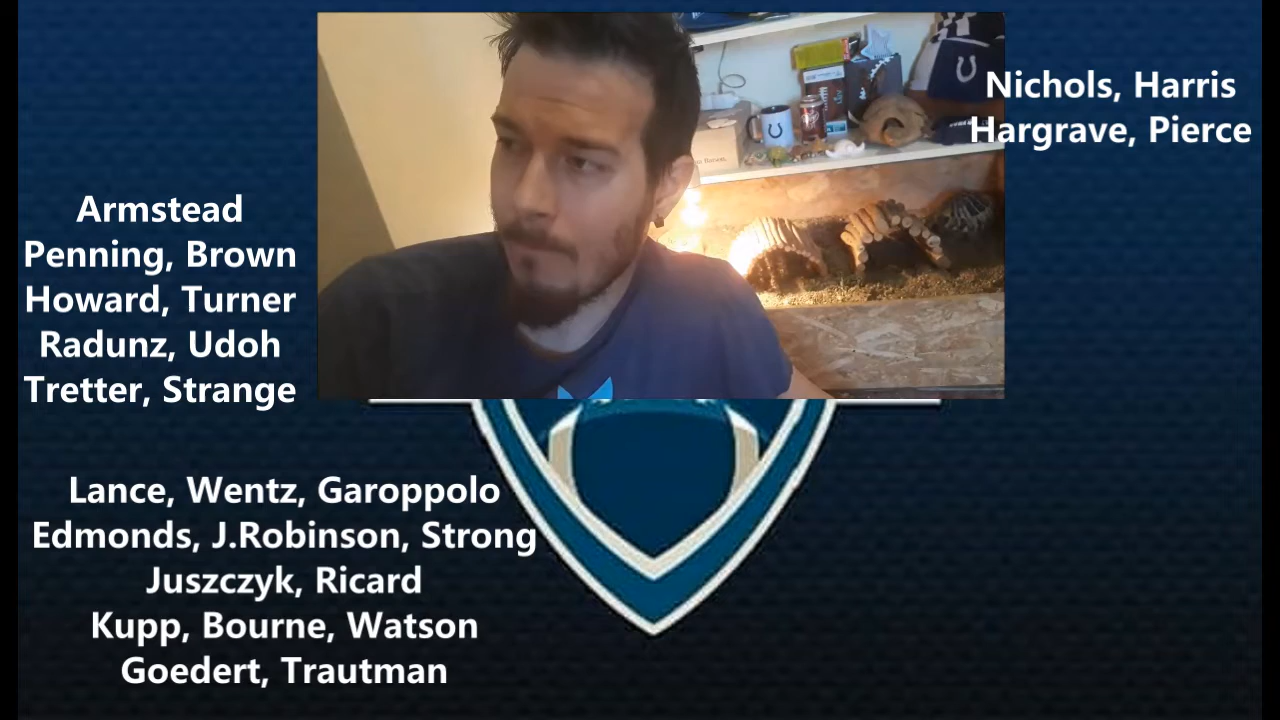 Nichols, Harris
Hargrave, Pierce
Armstead
Penning, Brown
Howard, Turner
Radunz, Udoh
Tretter, Strange
Lance, Wentz, Garoppolo
Edmonds, J.Robinson, Strong
Juszczyk, Ricard
Kupp, Bourne, Watson
Goedert, Trautman